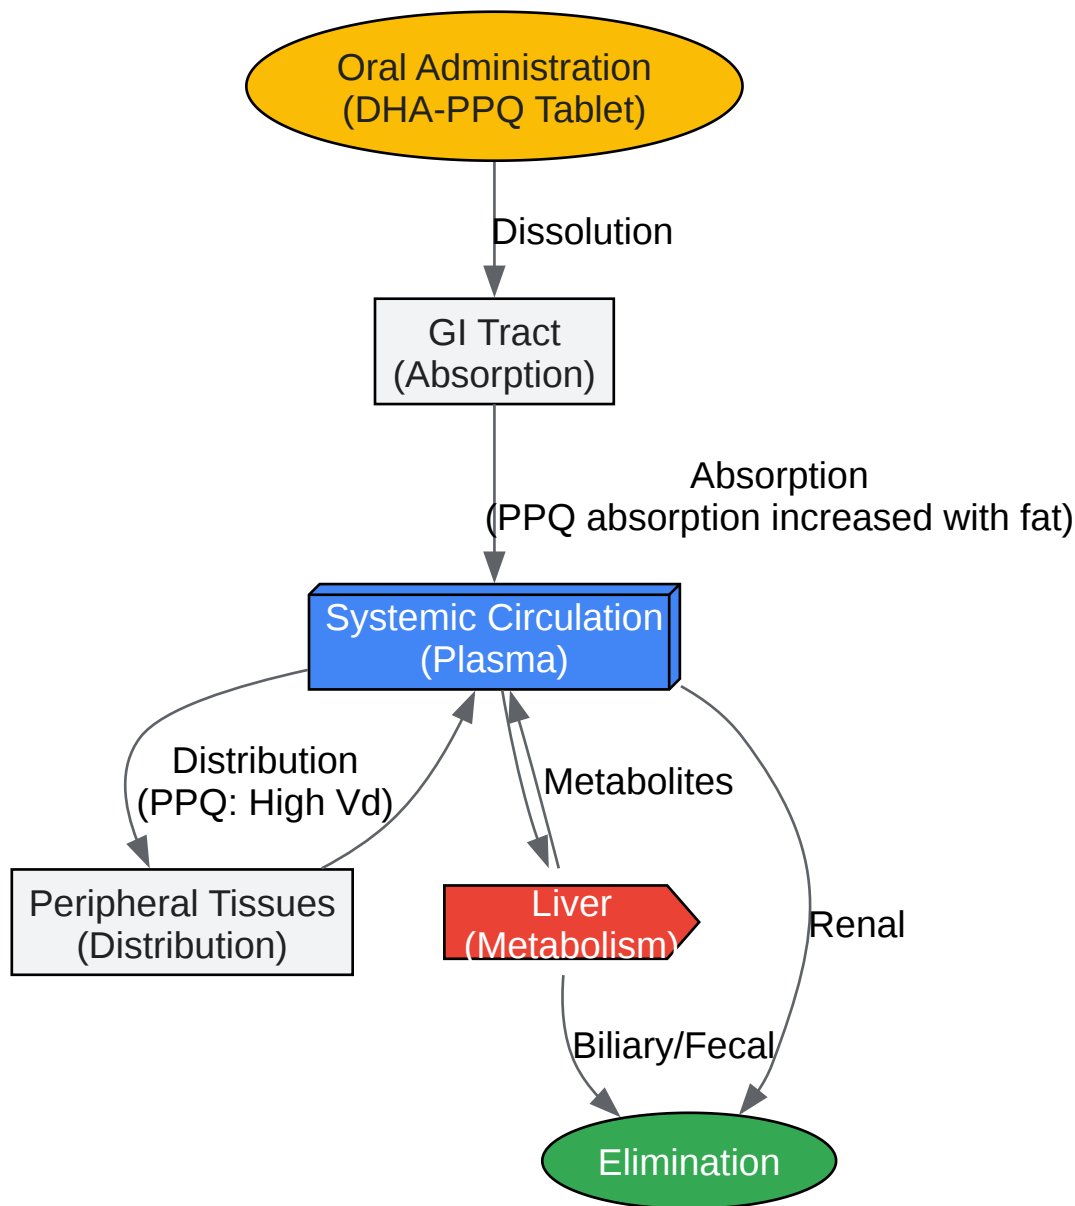 Oral Administration
(DHA-PPQ Tablet)
Dissolution
GI Tract
(Absorption)
Absorption
(PPQ absorption increased with fat)
Systemic Circulation
(Plasma)
Distribution
(PPQ: High Vd)
Metabolites
Peripheral Tissues
(Distribution)
Liver
(Metabolism)
Renal
Biliary/Fecal
Elimination